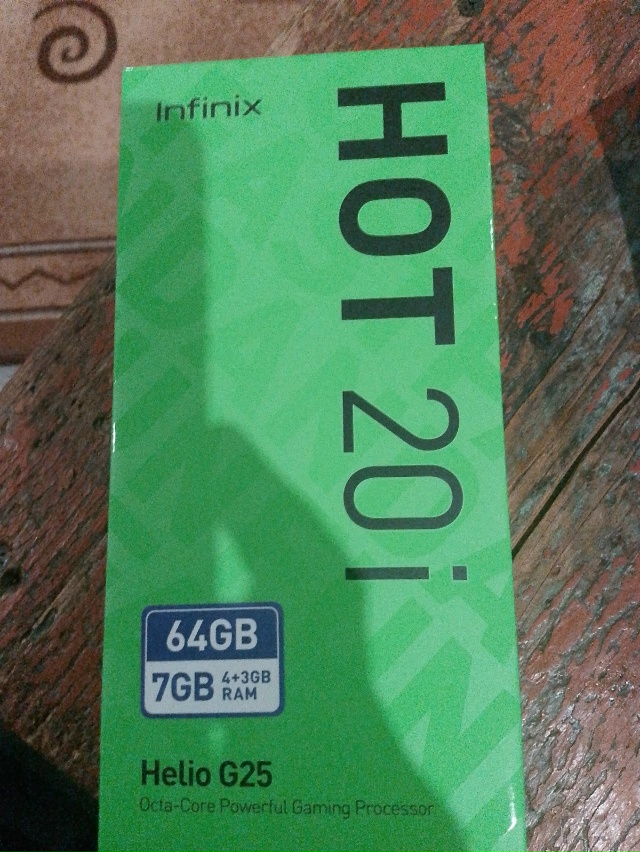 Infinix
HOT 20i
64GB
7GB 4+3GB
RAM
Helio G25
Octa-Core Powerful Gaming Processor